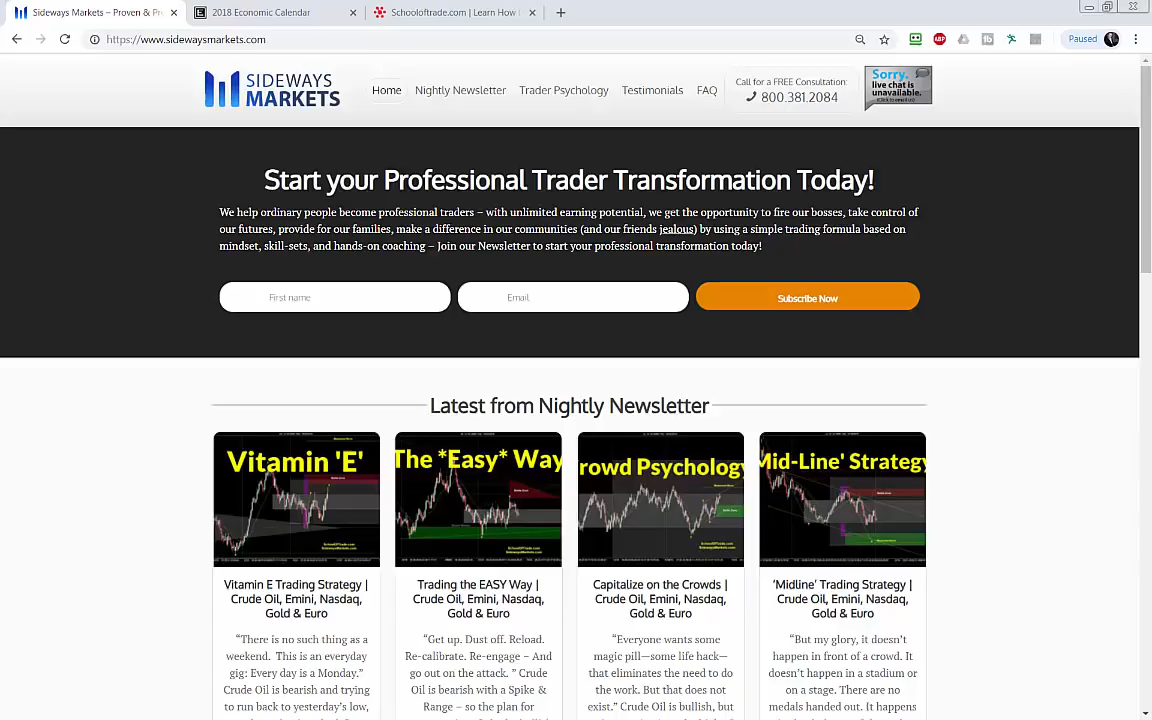 Sideways Markets – Proven & Pr
2018 Economic Calendar
Schooloftrade.com | Learn How
https://www.sidewaysmarkets.com
Paused
SIDEWAYS
MARKETS
Home
Nightly Newsletter
Trader Psychology
Testimonials
FAQ
Call for a FREE Consultation:
800.381.2084
Sorry.
live chat is
unavailable.
(Click to email us)
Start your Professional Trader Transformation Today!
We help ordinary people become professional traders – with unlimited earning potential, we get the opportunity to fire our bosses, take control of
our futures, provide for our families, make a difference in our communities (and our friends jealous) by using a simple trading formula based on
mindset, skill-sets, and hands-on coaching – Join our Newsletter to start your professional transformation today!
First name
Email
Subscribe Now
Latest from Nightly Newsletter
Vitamin 'E'
The *Easy* Way
rowd Psychology
Mid-Line' Strategy
Vitamin E Trading Strategy |
Crude Oil, Emini, Nasdaq,
Gold & Euro
“There is no such thing as a
weekend. This is an everyday
gig: Every day is a Monday.”
Crude Oil is bearish and trying
to run back to yesterday’s low,
Trading the EASY Way |
Crude Oil, Emini, Nasdaq,
Gold & Euro
“Get up. Dust off. Reload.
Re-calibrate. Re-engage – And
go out on the attack. ” Crude
Oil is bearish with a Spike &
Range – so the plan for
Capitalize on the Crowds |
Crude Oil, Emini, Nasdaq,
Gold & Euro
“Everyone wants some
magic pill—some life hack—
that eliminates the need to do
the work. But that does not
exist.” Crude Oil is bullish, but
‘Midline’ Trading Strategy |
Crude Oil, Emini, Nasdaq,
Gold & Euro
“But my glory, it doesn’t
happen in front of a crowd. It
doesn’t happen in a stadium or
on a stage. There are no
medals handed out. It happens